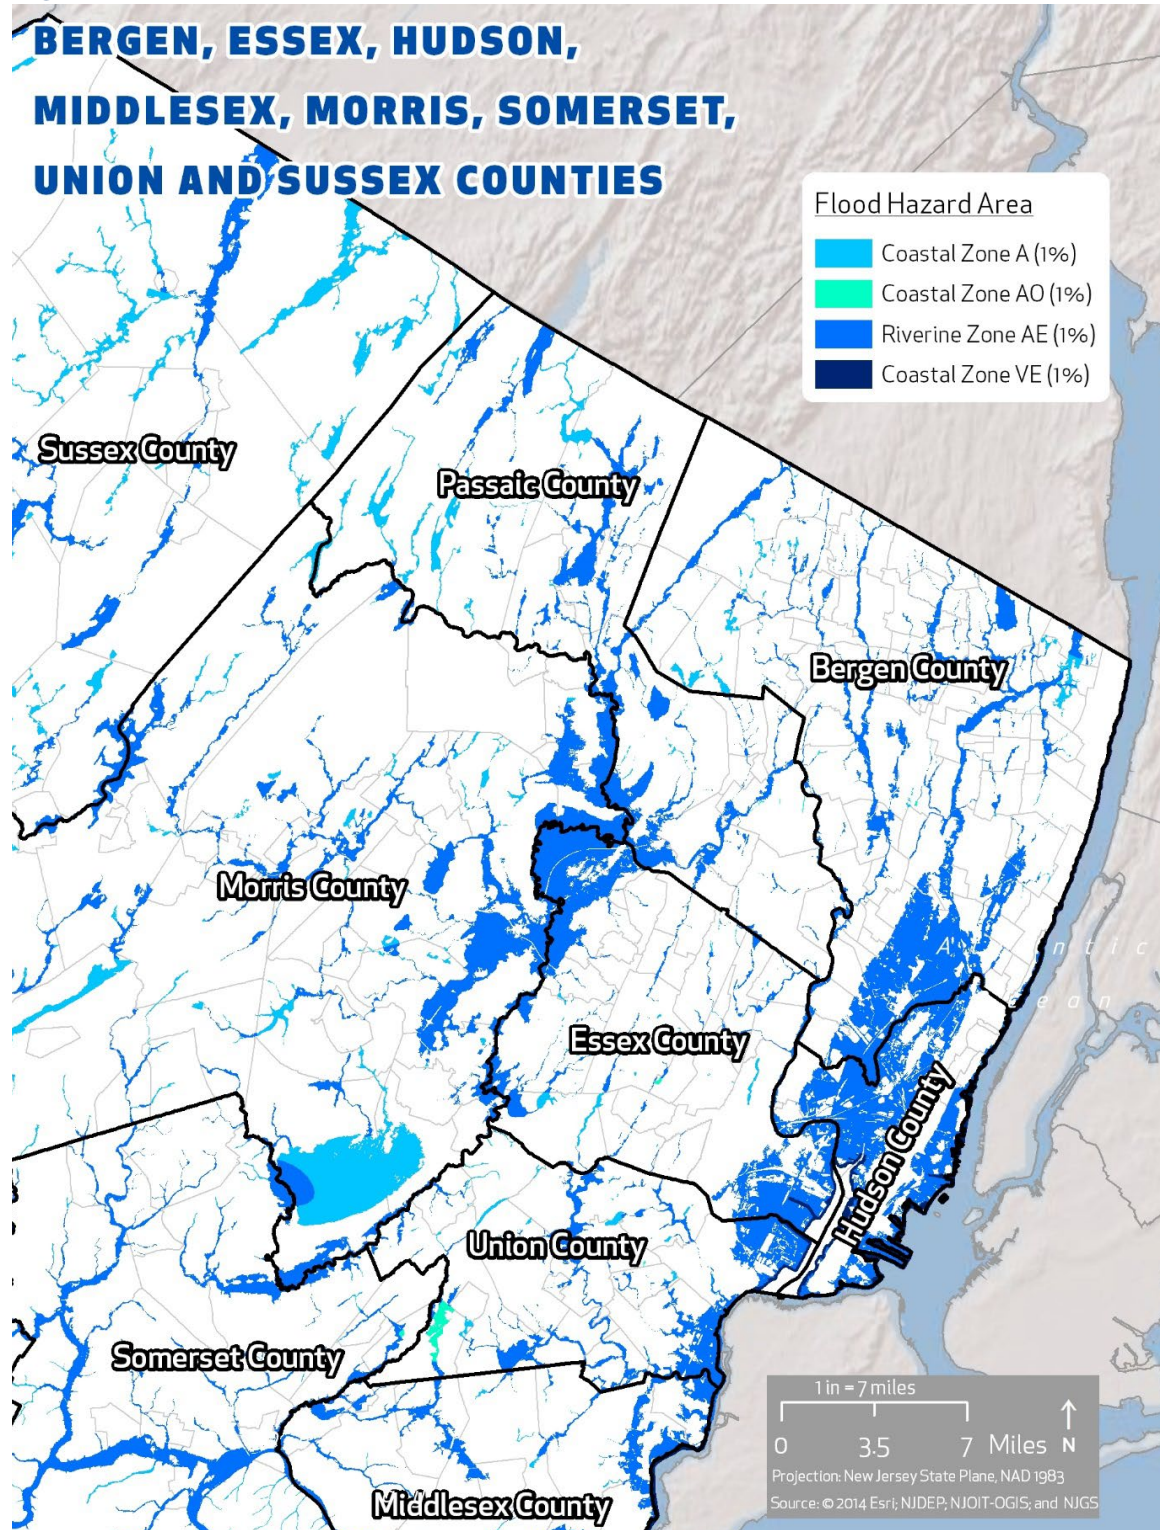 BERGEN, ESSEX, HUDSON,
MIDDLESEX, MORRIS, SOMERSET,
UNION AND SUSSEX COUNTIES
Flood Hazard Area
Coastal Zone A (1%)
Coastal Zone AO (1%)
Riverine Zone AE (1%)
Coastal Zone VE (1%)
Sussex County
Passaic County
Bergen County
Morris County
Atlantic
Ocean
Essex County
Hudson County
Union County
Somerset County
Middlesex County
1 in = 7 miles
0 3.5 7 Miles N
Projection: New Jersey State Plane, NAD 1983
Source: © 2014 Esri; NJDEP; NJOIT-OGIS; and NJGS